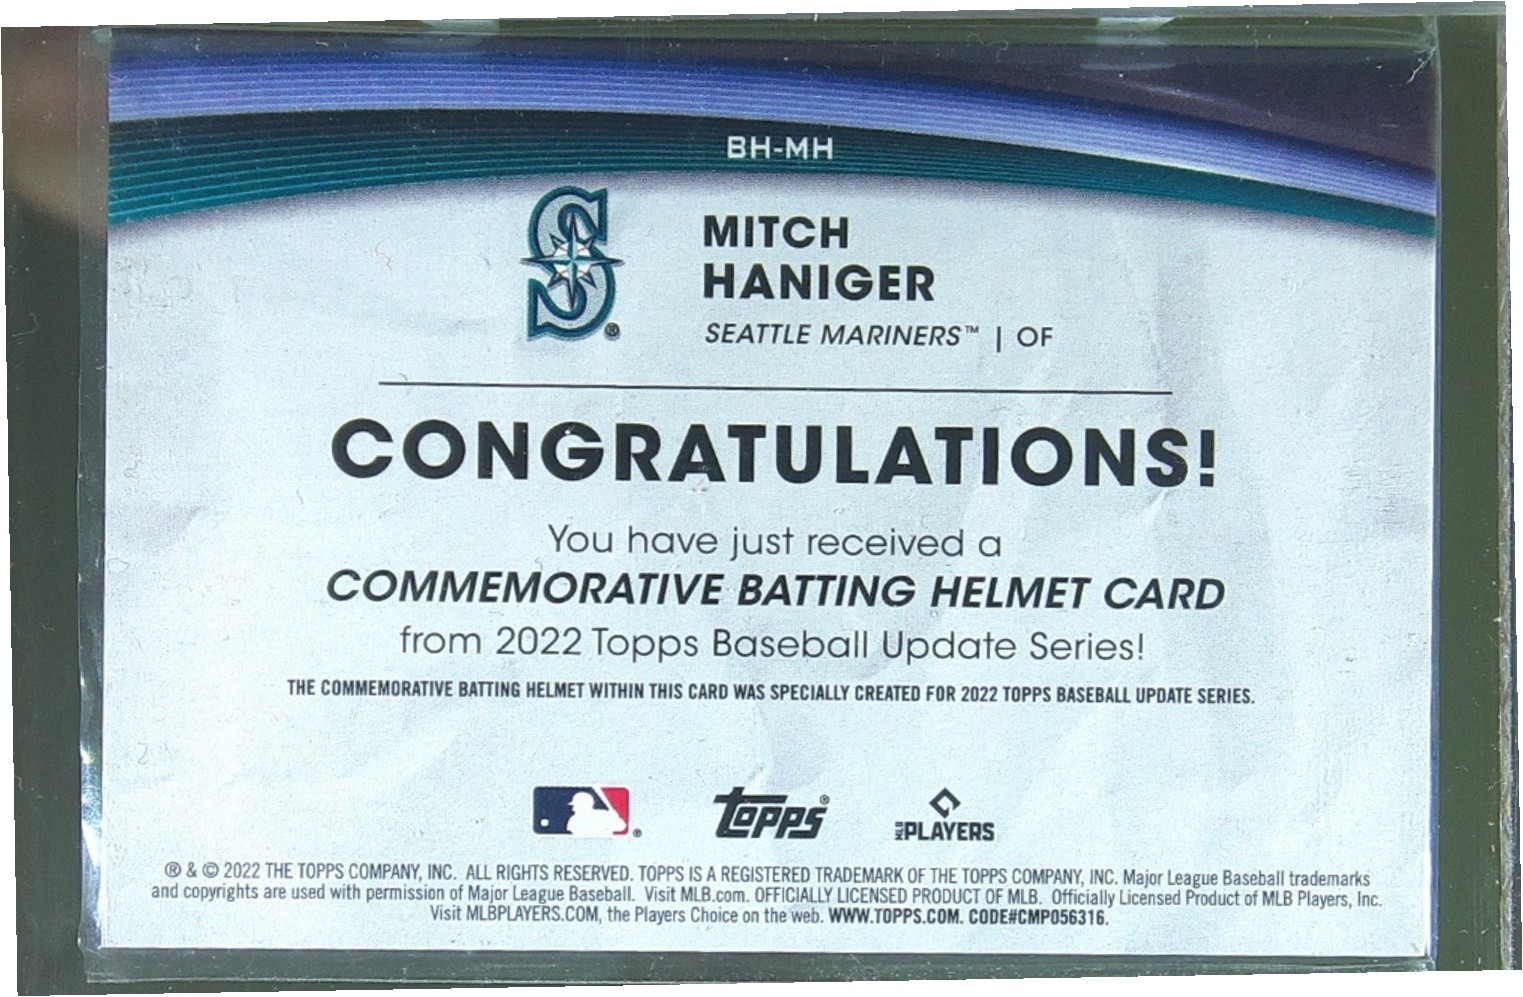 BH-MH
S®
MITCH
HANIGER
SEATTLE MARINERS™ | OF
CONGRATULATIONS!
You have just received a
COMMEMORATIVE BATTING HELMET CARD
from 2022 Topps Baseball Update Series!
THE COMMEMORATIVE BATTING HELMET WITHIN THIS CARD WAS SPECIALLY CREATED FOR 2022 TOPPS BASEBALL UPDATE SERIES.
® Topps® MLB PLAYERS
® & © 2022 THE TOPPS COMPANY, INC. ALL RIGHTS RESERVED. TOPPS IS A REGISTERED TRADEMARK OF THE TOPPS COMPANY, INC. Major League Baseball trademarks
and copyrights are used with permission of Major League Baseball. Visit MLB.com. OFFICIALLY LICENSED PRODUCT OF MLB. Officially Licensed Product of MLB Players, Inc.
Visit MLBPLAYERS.COM, the Players Choice on the web. WWW.TOPPS.COM. CODE#CMP056316.